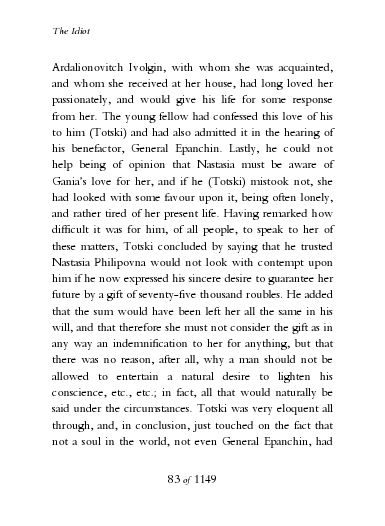 The Idiot
Ardalionovitch Ivolgin, with whom she was acquainted,
and whom she received at her house, had long loved her
passionately, and would give his life for some response
from her. The young fellow had confessed this love of his
to him (Totski) and had also admitted it in the hearing of
his benefactor, General Epanchin. Lastly, he could not
help being of opinion that Nastasia must be aware of
Gania's love for her, and if he (Totski) mistook not, she
had looked with some favour upon it, being often lonely,
and rather tired of her present life. Having remarked how
difficult it was for him, of all people, to speak to her of
these matters, Totski concluded by saying that he trusted
Nastasia Philipovna would not look with contempt upon
him if he now expressed his sincere desire to guarantee her
future by a gift of seventy-five thousand roubles. He added
that the sum would have been left her all the same in his
will, and that therefore she must not consider the gift as in
any way an indemnification to her for anything, but that
there was no reason, after all, why a man should not be
allowed to entertain a natural desire to lighten his
conscience, etc., etc.; in fact, all that would naturally be
said under the circumstances. Totski was very eloquent all
through, and, in conclusion, just touched on the fact that
not a soul in the world, not even General Epanchin, had
83 of 1149